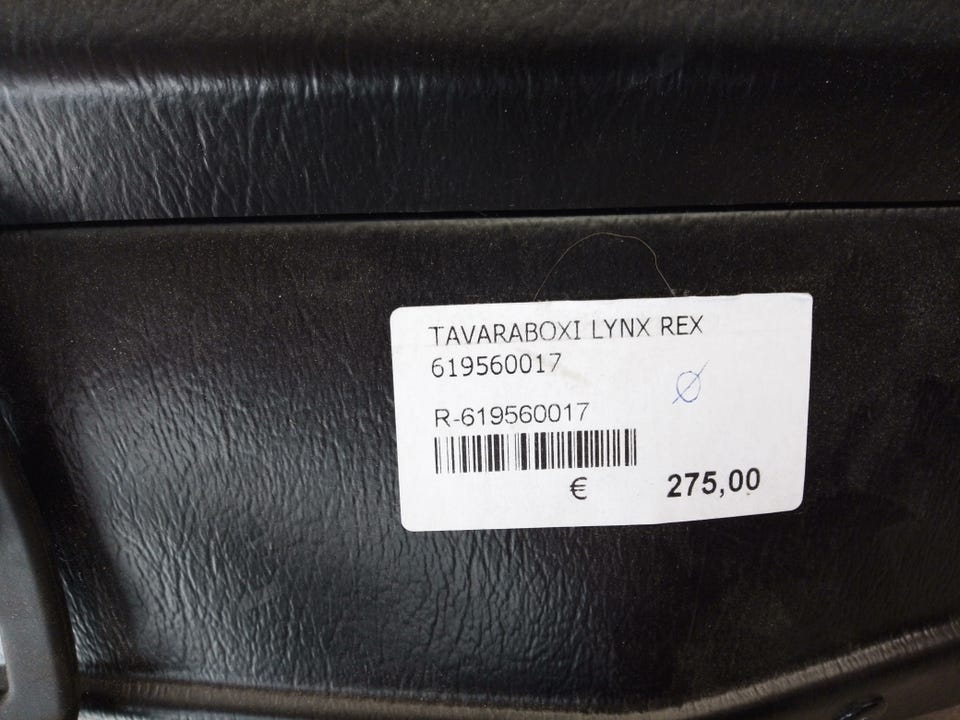 TAVARABOXI LYNX REX
619560017
R-619560017
€ 275,00